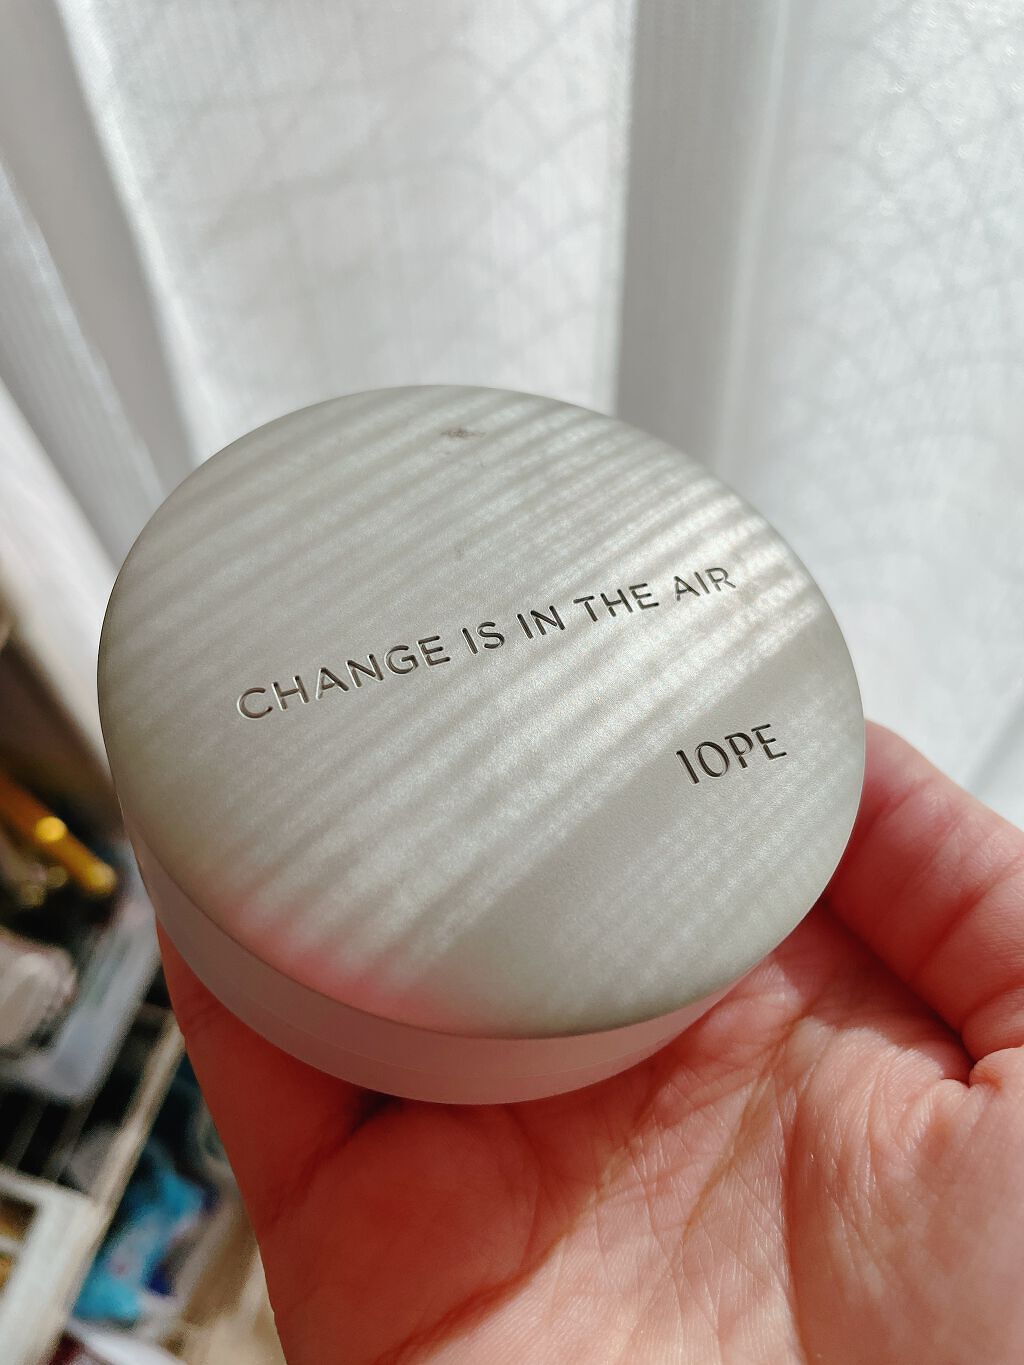 CHANGE IS IN THE AIR
IOPE